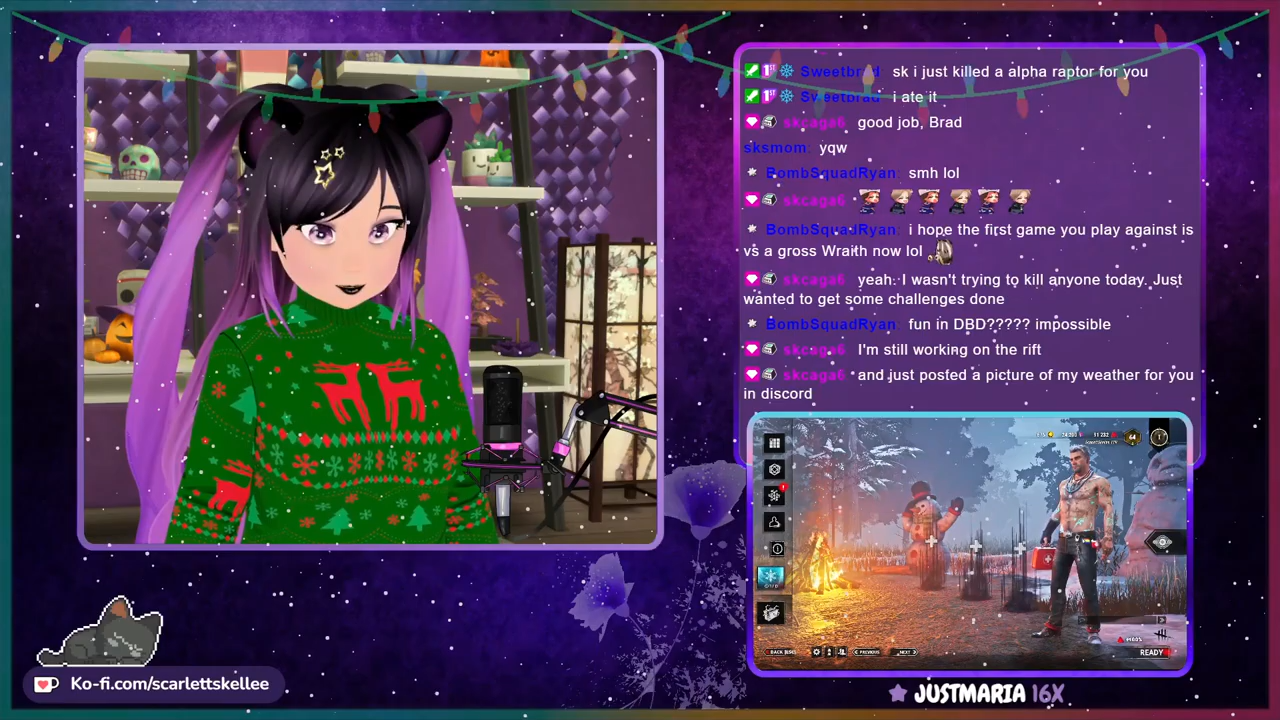 Sweetbrad sk i just killed a alpha raptor for you
Sweetbrad i ate it
skcaga6 good job, Brad
sksmom: yqw
BombSquadRyan: smh lol
skcaga6
BombSquadRyan: i hope the first game you play against is
vs a gross Wraith now lol
skcaga6 yeah. I wasn't trying to kill anyone today. Just
wanted to get some challenges done
BombSquadRyan: fun in DBD????? impossible
skcaga6 I'm still working on the rift
skcaga6 and just posted a picture of my weather for you
in discord
64
BACK
PREVIOUS
NEXT
READY
Ko-fi.com/scarlettskellee
JUSTMARIA 16X